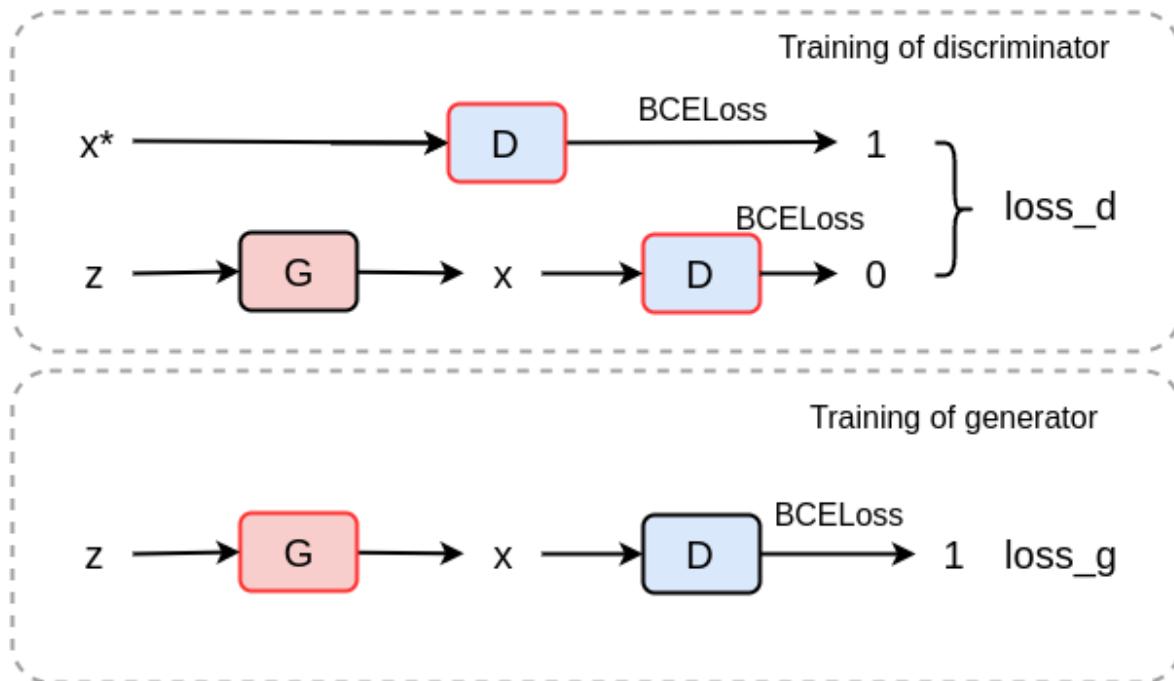 Training of discriminator
BCELoss
x* D 1
loss_d
BCELoss
z G x D 0
Training of generator
BCELoss
z G x D 1 loss_g